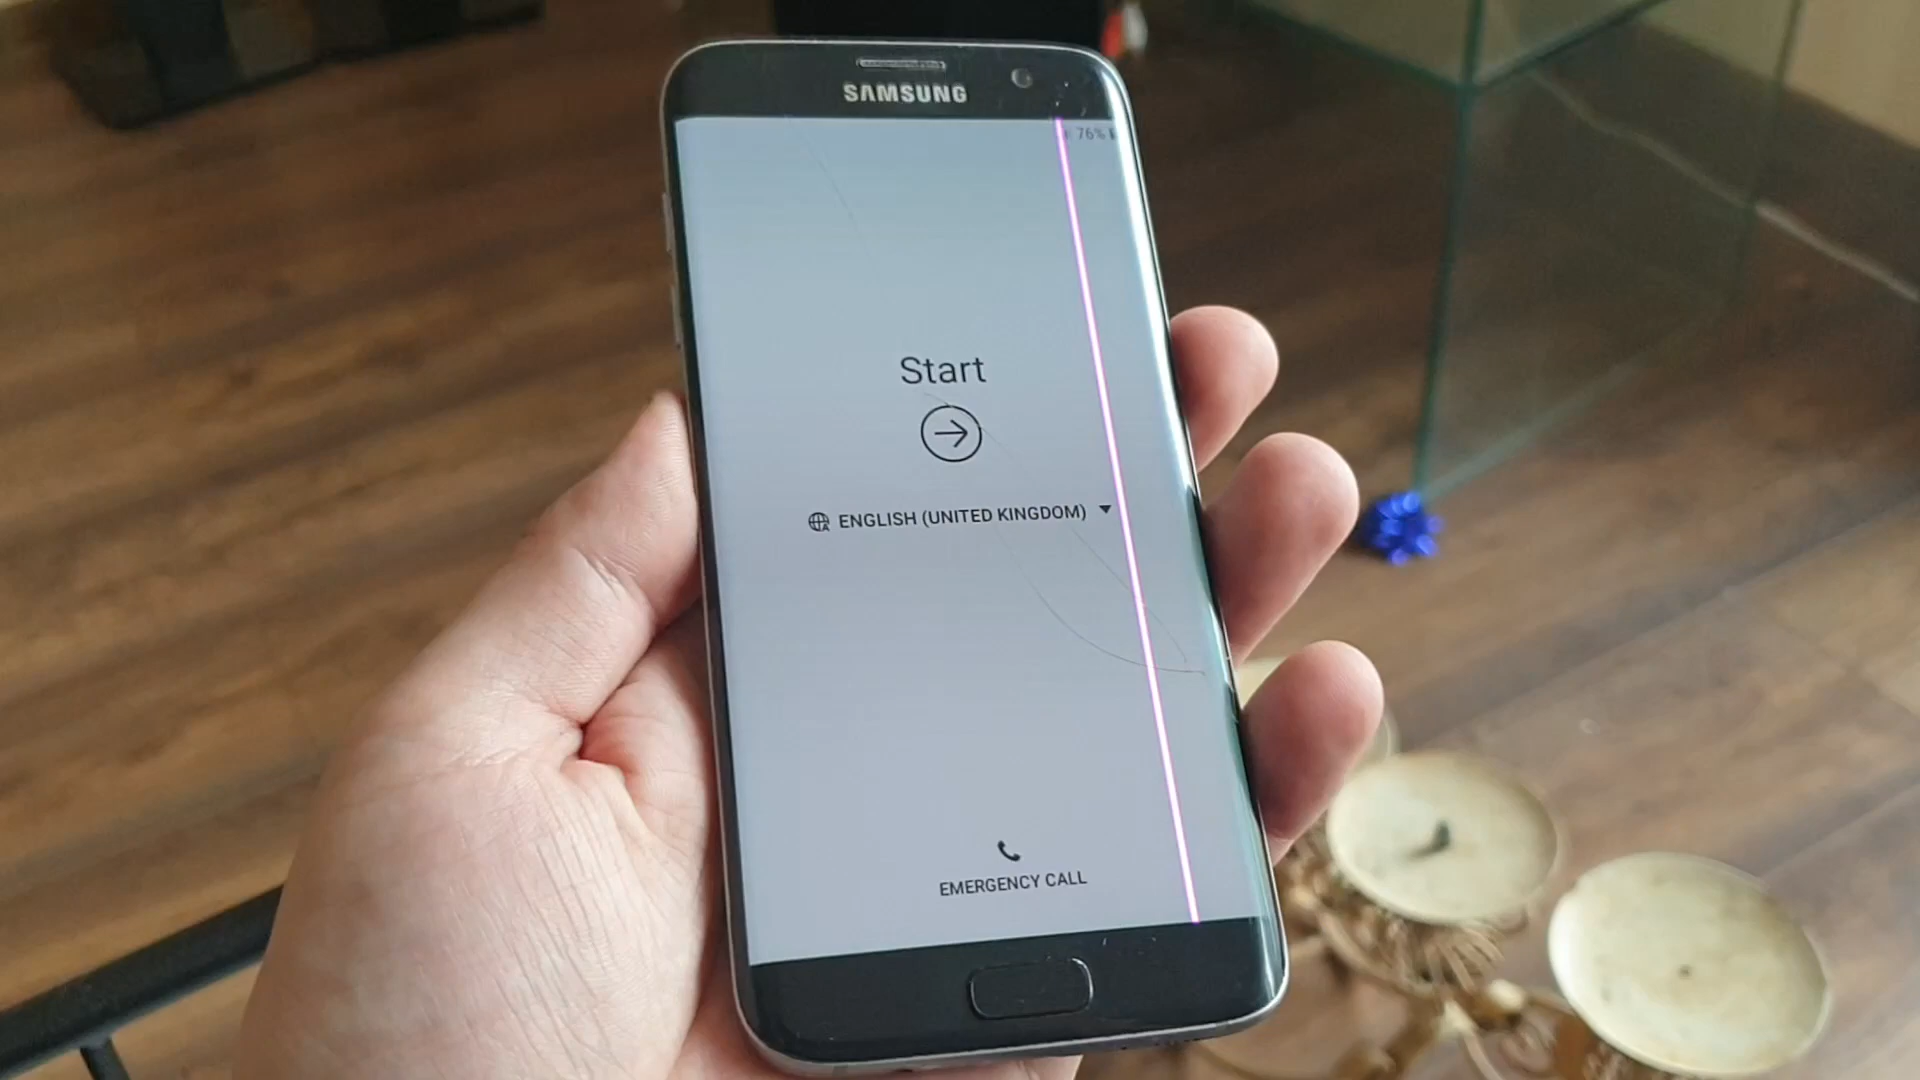 SAMSUNG
76%
Start
ENGLISH (UNITED KINGDOM)
EMERGENCY CALL